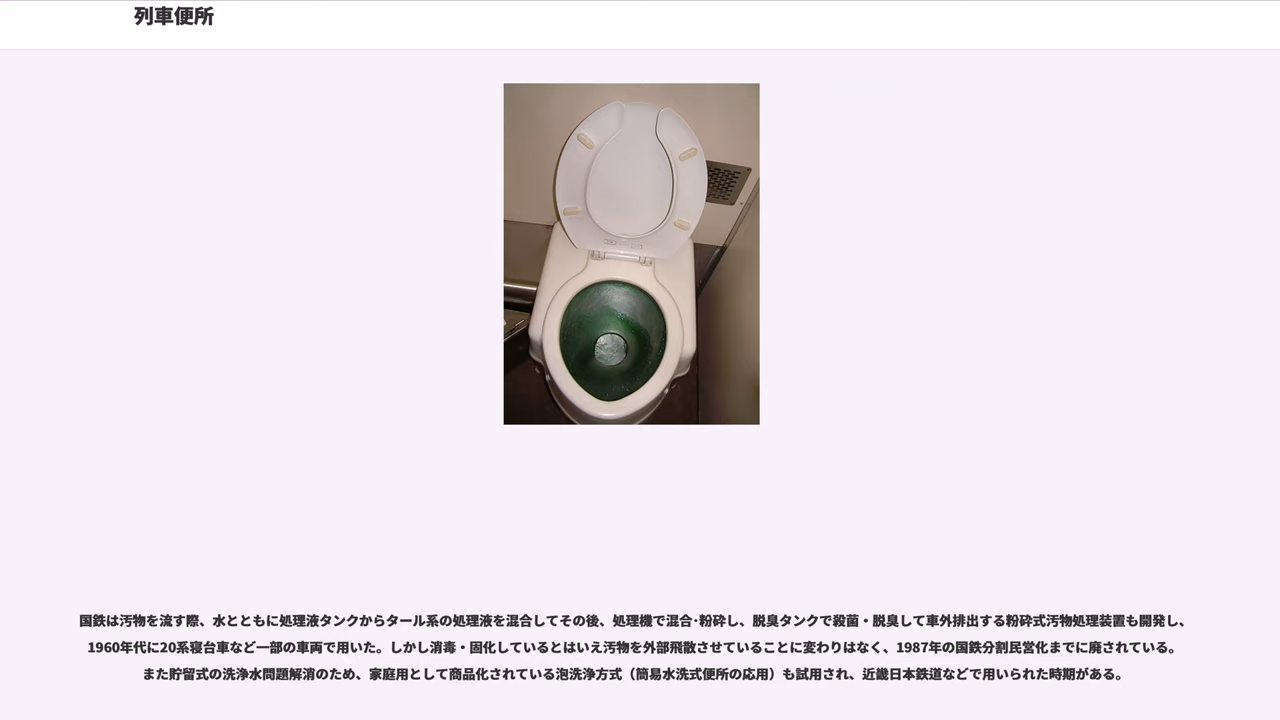 列車便所
国鉄は汚物を流す際、水とともに処理液タンクからタール系の処理液を混合してその後、処理機で混合·粉砕し、脱臭タンクで殺菌・脱臭して車外排出する粉砕式汚物処理装置も開発し、
1960年代に20系寝台車など一部の車両で用いた。しかし消毒・固化しているとはいえ汚物を外部飛散させていることに変わりはなく、1987年の国鉄分割民営化までに廃されている。
また貯留式の洗浄水問題解消のため、家庭用として商品化されている泡洗浄方式（簡易水洗式便所の応用）も試用され、近畿日本鉄道などで用いられた時期がある。